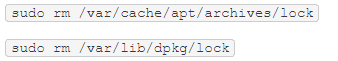 sudo rm /var/cache/apt/archives/lock
sudo rm /var/lib/dpkg/lock